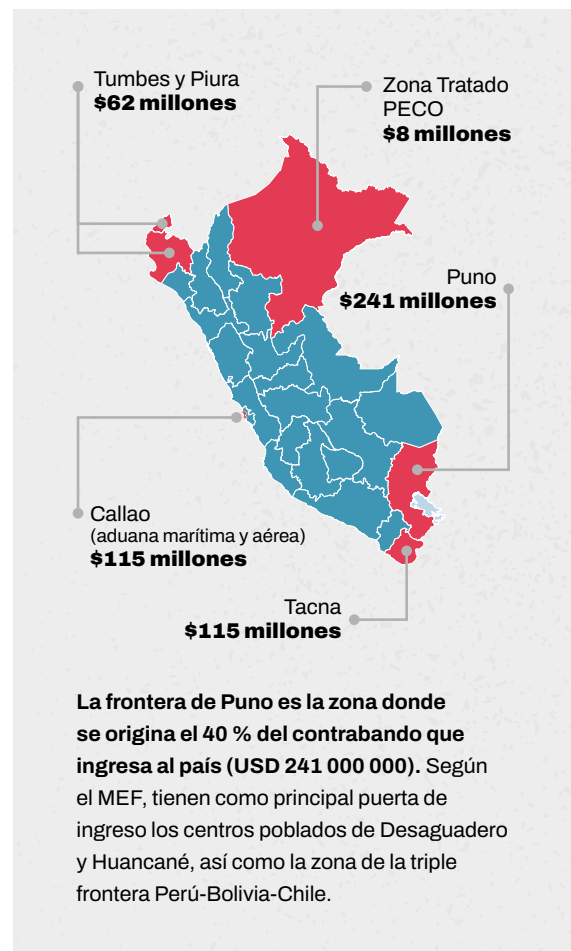 Tumbes y Piura
$62 millones
Zona Tratado
PECO
$8 millones
Puno
$241 millones
Callao
(aduana marítima y aérea)
$115 millones
Tacna
$115 millones
La frontera de Puno es la zona donde
se origina el 40 % del contrabando que
ingresa al país (USD 241 000 000). Según
el MEF, tienen como principal puerta de
ingreso los centros poblados de Desaguadero
y Huancané, así como la zona de la triple
frontera Perú-Bolivia-Chile.